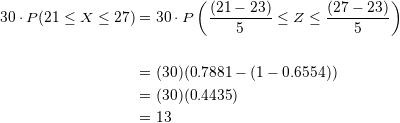 30 · P(21 ≤ X ≤ 27) = 30 · P((21 − 23)/5 ≤ Z ≤ (27 − 23)/5)
= (30)(0.7881 − (1 − 0.6554))
= (30)(0.4435)
= 13